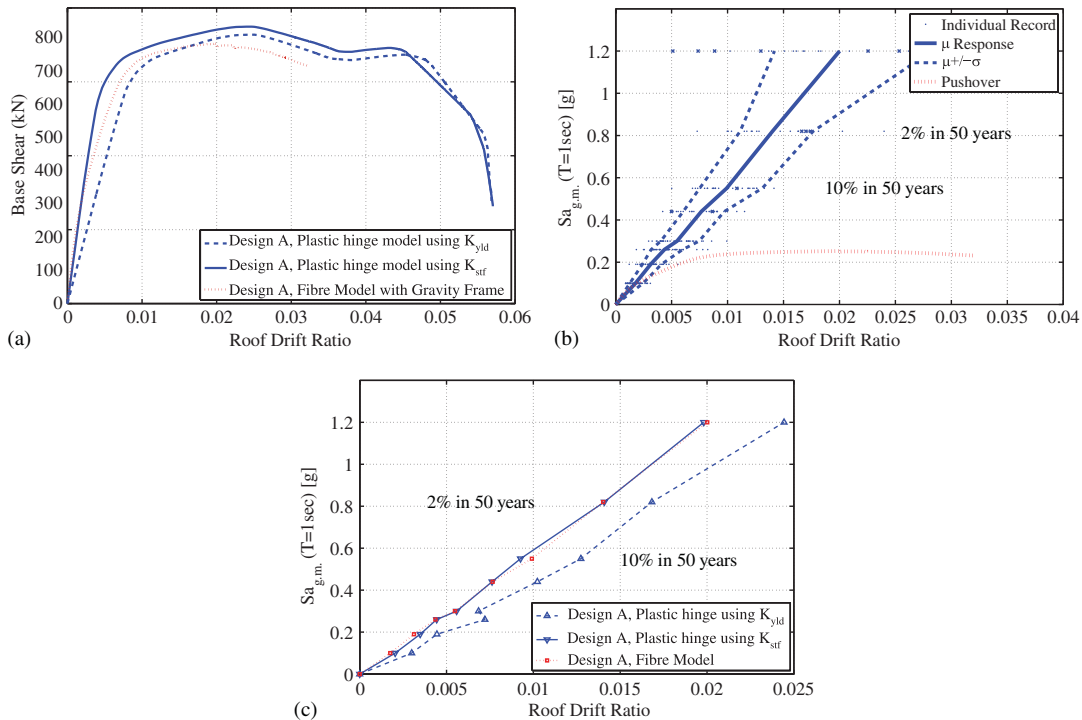 800
700
600
500
400
300
200
100
0
Base Shear (kN)
0 0.01 0.02 0.03 0.04 0.05 0.06
Roof Drift Ratio
Design A, Plastic hinge model using Kyld
Design A, Plastic hinge model using Kstf
Design A, Fibre Model with Gravity Frame
(a)
1.2
1
0.8
0.6
0.4
0.2
0
Sag.m. (T=1sec) [g]
0 0.005 0.01 0.015 0.02 0.025 0.03 0.035 0.04
Roof Drift Ratio
Individual Record
μ Response
μ+/−σ
Pushover
2% in 50 years
10% in 50 years
(b)
1.2
1
0.8
0.6
0.4
0.2
0
Sag.m. (T=1sec) [g]
0 0.005 0.01 0.015 0.02 0.025
Roof Drift Ratio
2% in 50 years
10% in 50 years
Design A, Plastic hinge using Kyld
Design A, Plastic hinge using Kstf
Design A, Fibre Model
(c)